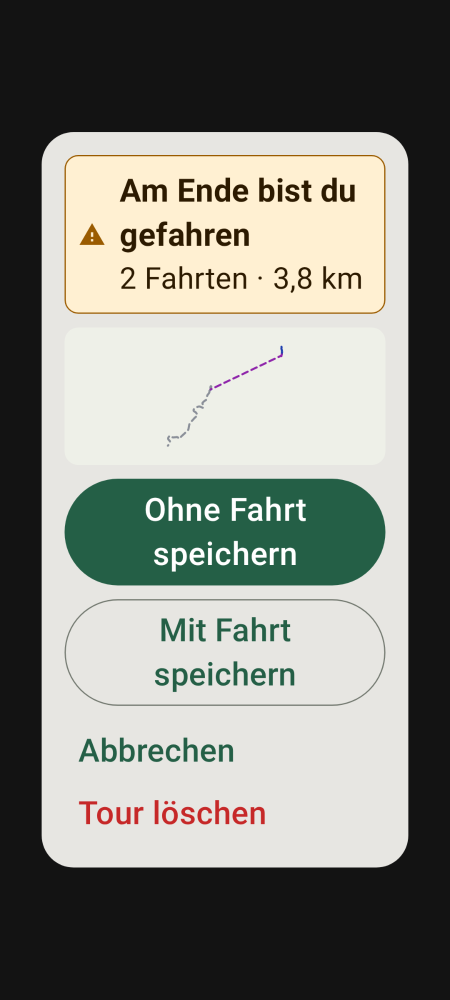 Am Ende bist du
gefahren
2 Fahrten · 3,8 km
Ohne Fahrt
speichern
Mit Fahrt
speichern
Abbrechen
Tour löschen